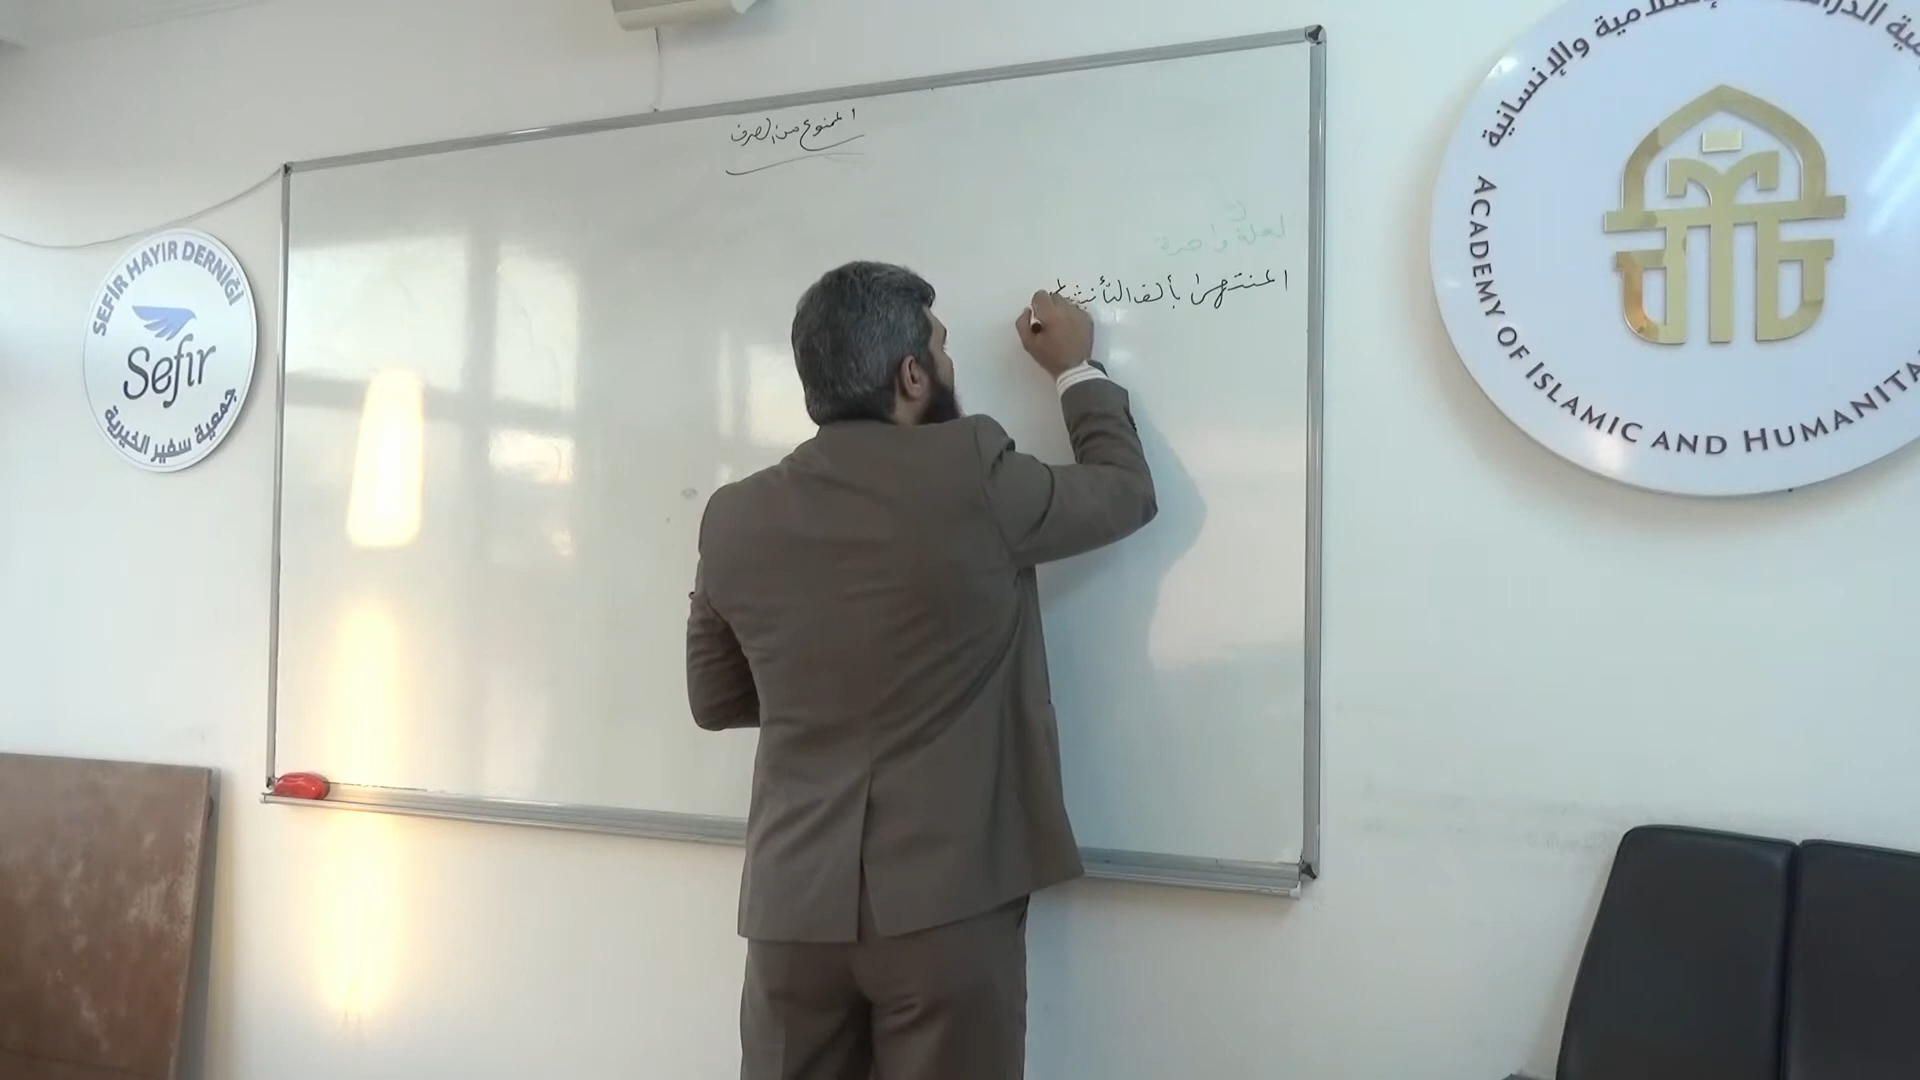 الممنوع من الصرف
لعلة واحدة
المنتهي بألف التأنيث
SEFİR HAYIR DERNEĞİ
Sefir
جمعية سفير الخيرية
الإسلامية والإنسانية
ACADEMY OF ISLAMIC AND HUMANITA